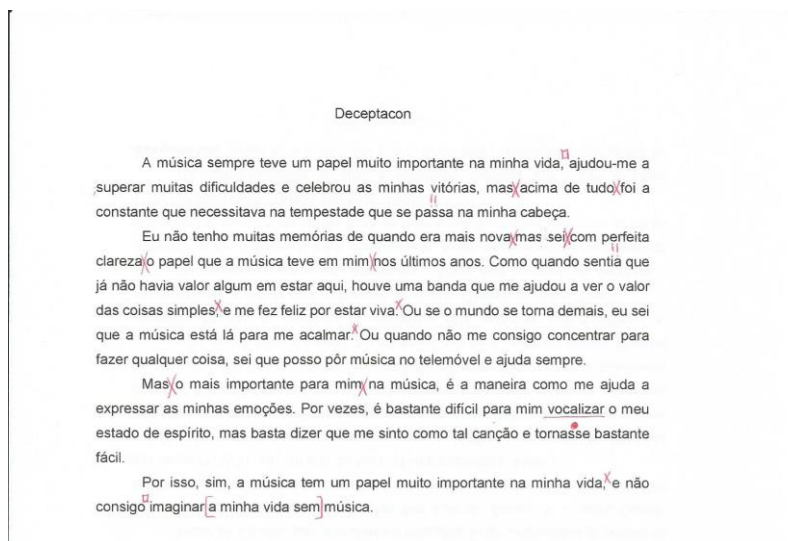 Deceptacon
A música sempre teve um papel muito importante na minha vida, ajudou-me a
superar muitas dificuldades e celebrou as minhas vitórias, mas acima de tudo foi a
constante que necessitava na tempestade que se passa na minha cabeça.
Eu não tenho muitas memórias de quando era mais nova mas sei com perfeita
clareza o papel que a música teve em mim nos últimos anos. Como quando sentia que
já não havia valor algum em estar aqui, houve uma banda que me ajudou a ver o valor
das coisas simples, e me fez feliz por estar viva. Ou se o mundo se torna demais, eu sei
que a música está lá para me acalmar. Ou quando não me consigo concentrar para
fazer qualquer coisa, sei que posso pôr música no telemóvel e ajuda sempre.
Mas o mais importante para mim na música, é a maneira como me ajuda a
expressar as minhas emoções. Por vezes, é bastante difícil para mim vocalizar o meu
estado de espírito, mas basta dizer que me sinto como tal canção e tornasse bastante
fácil.
Por isso, sim, a música tem um papel muito importante na minha vida, e não
consigo imaginar a minha vida sem música.